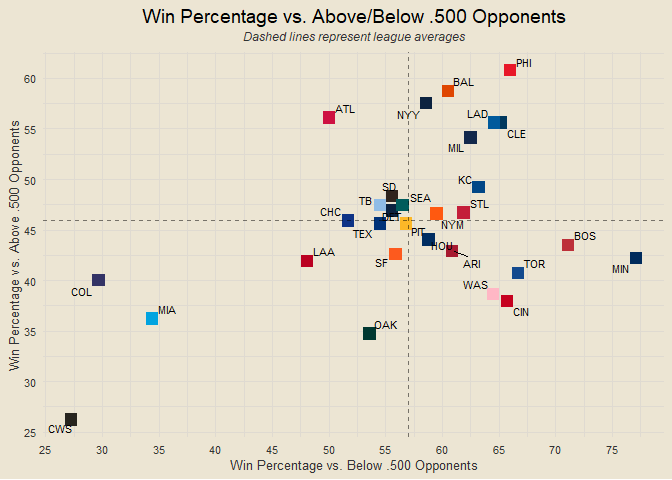 Win Percentage vs. Above/Below .500 Opponents
Dashed lines represent league averages
Win Percentage vs. Above .500 Opponents
60
55
50
45
40
35
30
25
PHI
BAL
ATL
NYY
LAD
CLE
MIL
KC
SD
TB
SEA
STL
CHC
DET
NYM
TEX
PIT
HOU
BOS
LAA
SF
ARI
MIN
COL
TOR
WAS
MIA
CIN
OAK
CWS
25 30 35 40 45 50 55 60 65 70 75
Win Percentage vs. Below .500 Opponents